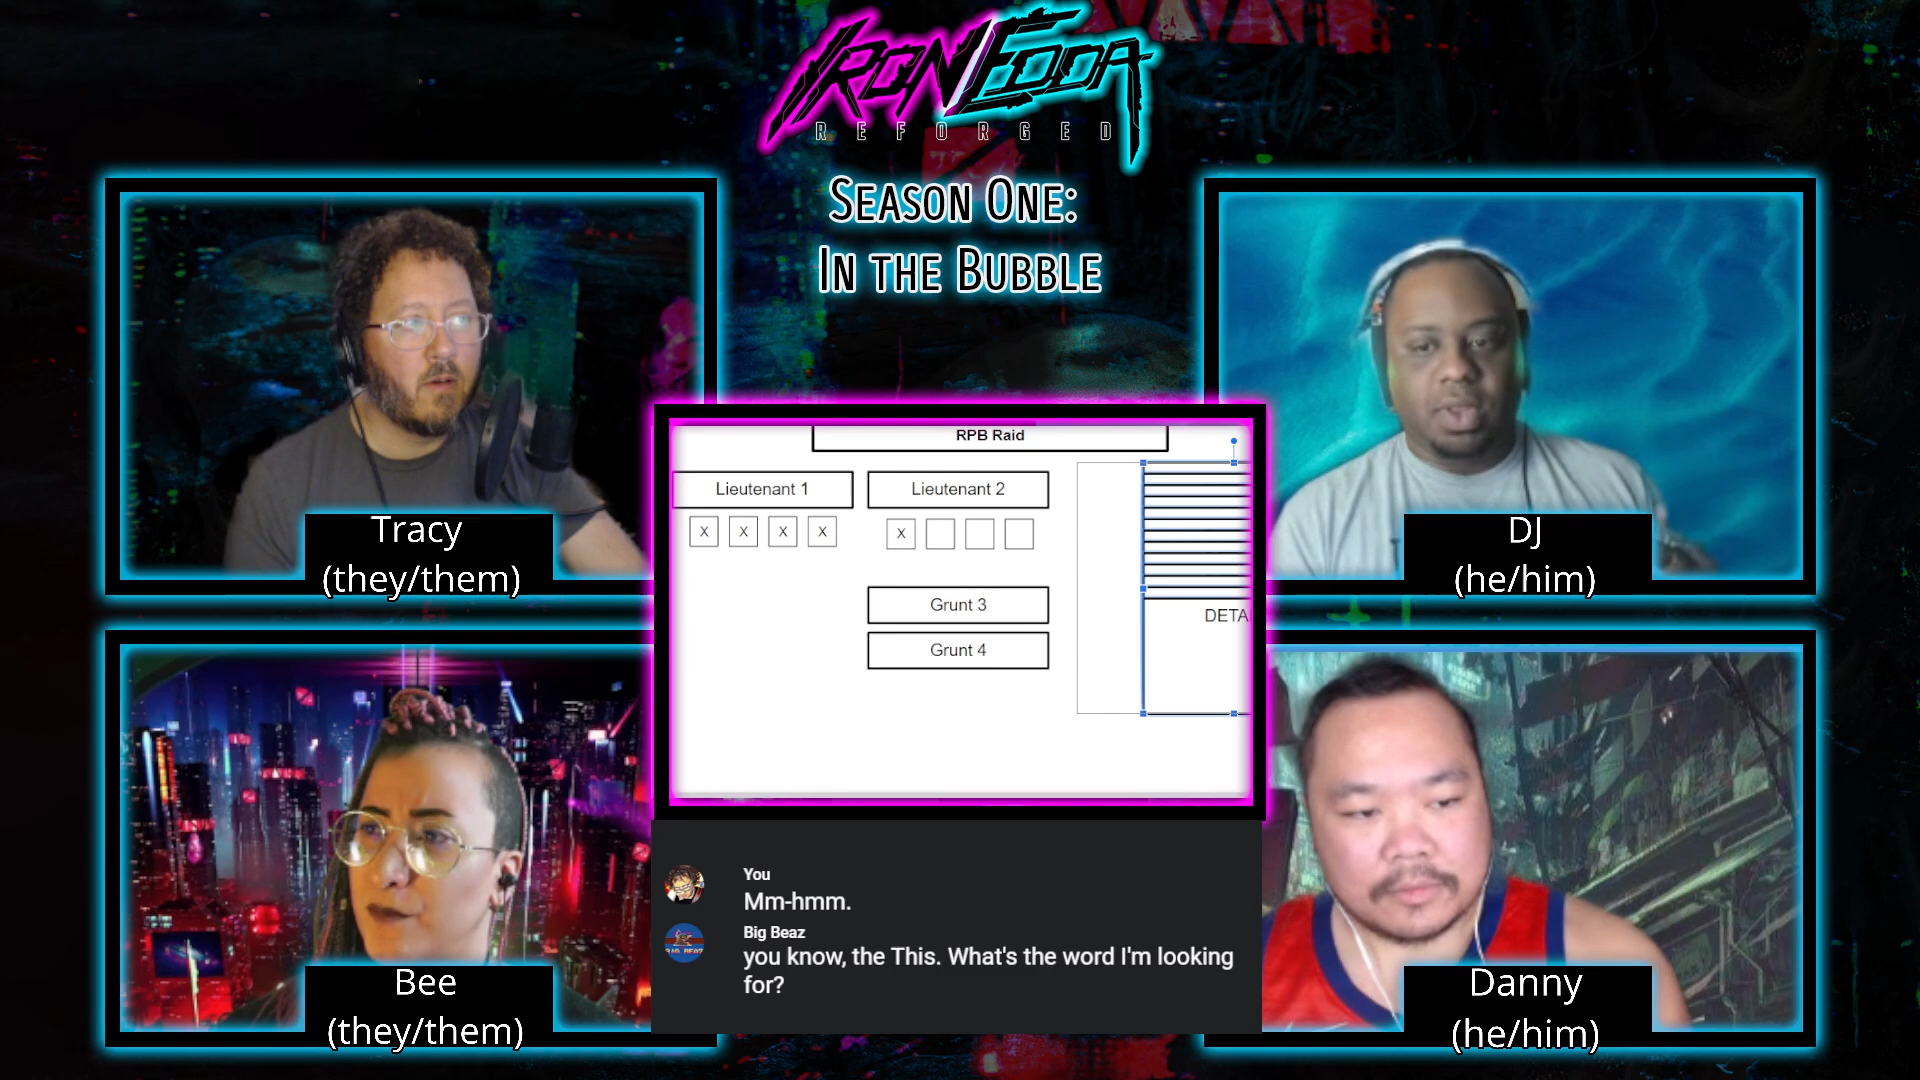 IRON EDDA
REFORGED
SEASON ONE:
IN THE BUBBLE
Tracy
(they/them)
DJ
(he/him)
RPB Raid
Lieutenant 1
Lieutenant 2
X X X X
X
Grunt 3
Grunt 4
DETA
You
Mm-hmm.
Big Beaz
you know, the This. What's the word I'm looking
for?
Bee
(they/them)
Danny
(he/him)